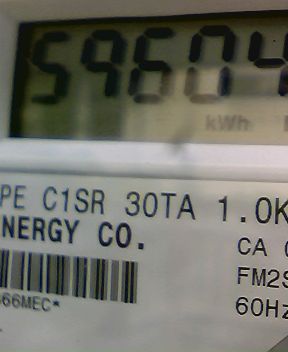 59604
kWh
PE C1SR 30TA 1.0K
NERGY CO.
CA
FM2S
66MEC*
60Hz